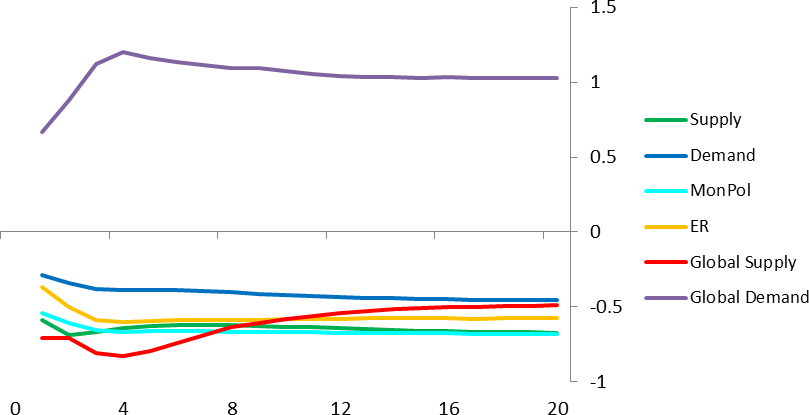 1.5
1
0.5
0
-0.5
-1
0 4 8 12 16 20
Supply
Demand
MonPol
ER
Global Supply
Global Demand